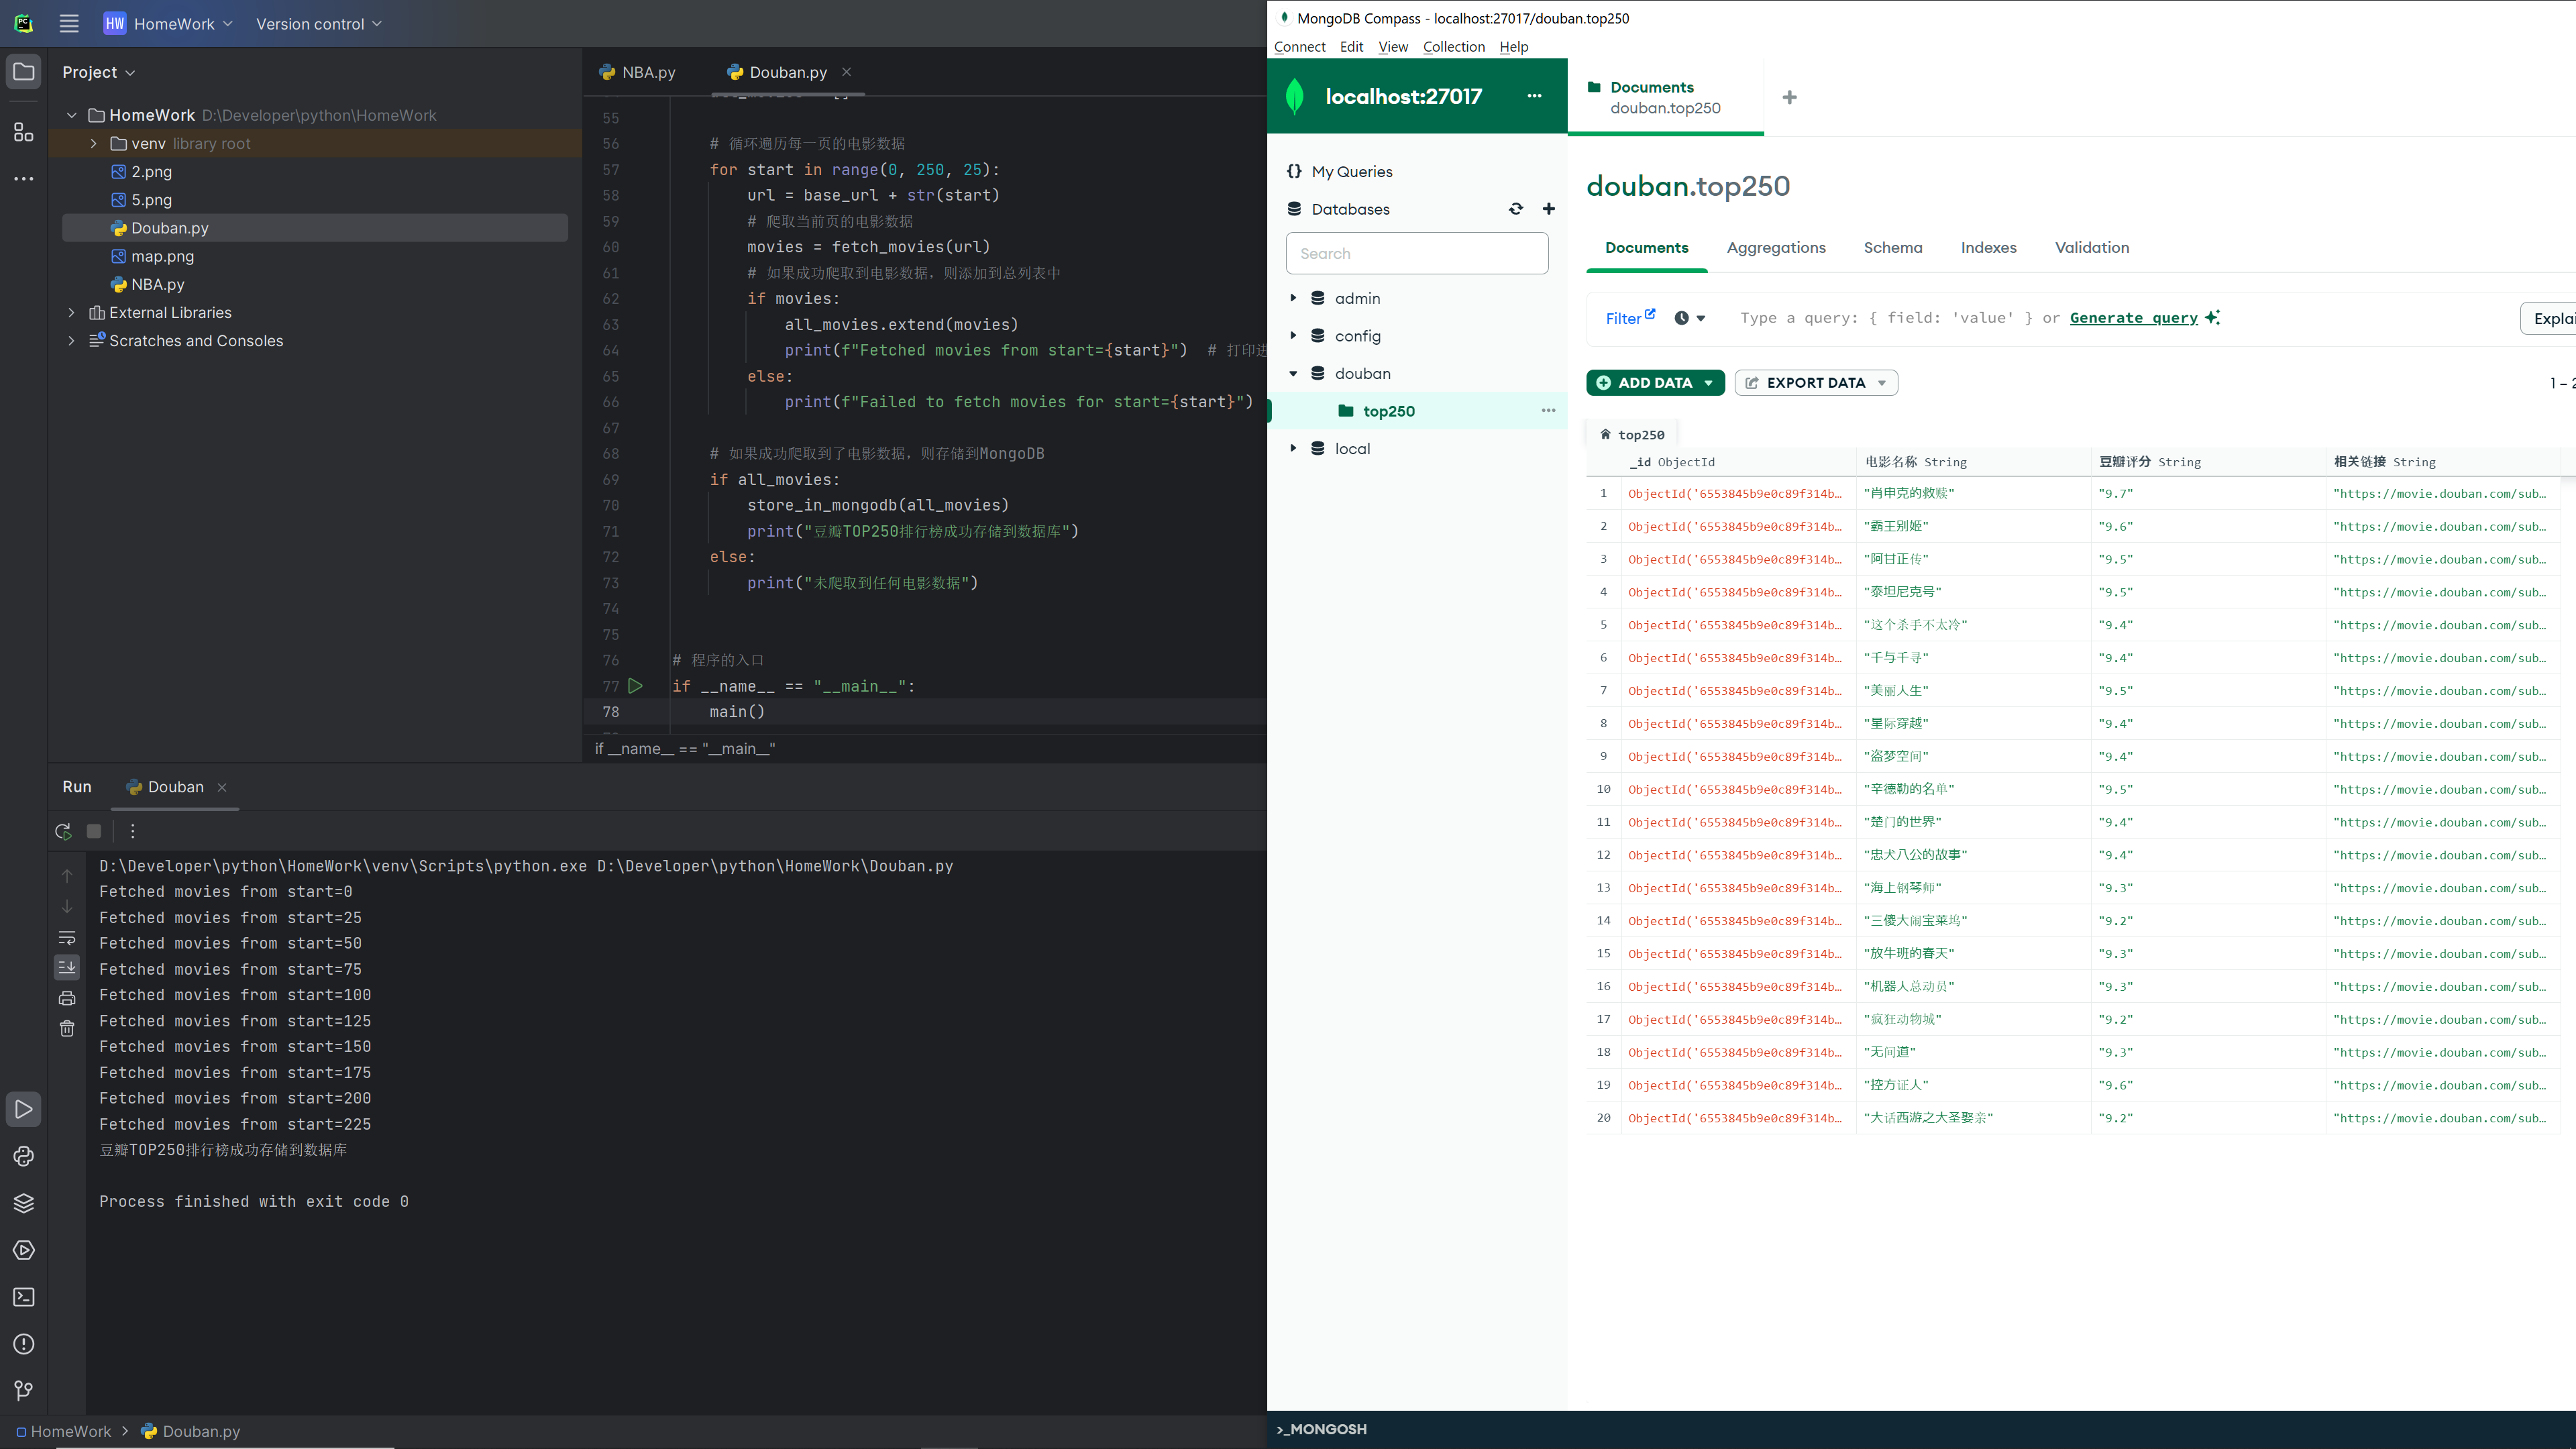 HW HomeWork Version control
Project
HomeWork D:\Developer\python\HomeWork
venv library root
2.png
5.png
Douban.py
map.png
NBA.py
External Libraries
Scratches and Consoles
NBA.py Douban.py
55
56 # 循环遍历每一页的电影数据
57 for start in range(0, 250, 25):
58 url = base_url + str(start)
59 # 爬取当前页的电影数据
60 movies = fetch_movies(url)
61 # 如果成功爬取到电影数据，则添加到总列表中
62 if movies:
63 all_movies.extend(movies)
64 print(f"Fetched movies from start={start}") # 打印进
65 else:
66 print(f"Failed to fetch movies for start={start}")
67
68 # 如果成功爬取到了电影数据，则存储到MongoDB
69 if all_movies:
70 store_in_mongodb(all_movies)
71 print("豆瓣TOP250排行榜成功存储到数据库")
72 else:
73 print("未爬取到任何电影数据")
74
75
76 # 程序的入口
77 if __name__ == "__main__":
78 main()
if __name__ == "__main__"
Run Douban
D:\Developer\python\HomeWork\venv\Scripts\python.exe D:\Developer\python\HomeWork\Douban.py
Fetched movies from start=0
Fetched movies from start=25
Fetched movies from start=50
Fetched movies from start=75
Fetched movies from start=100
Fetched movies from start=125
Fetched movies from start=150
Fetched movies from start=175
Fetched movies from start=200
Fetched movies from start=225
豆瓣TOP250排行榜成功存储到数据库
Process finished with exit code 0
HomeWork > Douban.py
MongoDB Compass - localhost:27017/douban.top250
Connect Edit View Collection Help
localhost:27017
Documents
douban.top250
{} My Queries
Databases
Search
admin
config
douban
top250
local
douban.top250
Documents Aggregations Schema Indexes Validation
Filter Type a query: { field: 'value' } or Generate query
Explai
ADD DATA EXPORT DATA 1 – 2
top250
_id ObjectId 电影名称 String 豆瓣评分 String 相关链接 String
1 ObjectId('6553845b9e0c89f314b… "肖申克的救赎" "9.7" "https://movie.douban.com/sub…
2 ObjectId('6553845b9e0c89f314b… "霸王别姬" "9.6" "https://movie.douban.com/sub…
3 ObjectId('6553845b9e0c89f314b… "阿甘正传" "9.5" "https://movie.douban.com/sub…
4 ObjectId('6553845b9e0c89f314b… "泰坦尼克号" "9.5" "https://movie.douban.com/sub…
5 ObjectId('6553845b9e0c89f314b… "这个杀手不太冷" "9.4" "https://movie.douban.com/sub…
6 ObjectId('6553845b9e0c89f314b… "千与千寻" "9.4" "https://movie.douban.com/sub…
7 ObjectId('6553845b9e0c89f314b… "美丽人生" "9.5" "https://movie.douban.com/sub…
8 ObjectId('6553845b9e0c89f314b… "星际穿越" "9.4" "https://movie.douban.com/sub…
9 ObjectId('6553845b9e0c89f314b… "盗梦空间" "9.4" "https://movie.douban.com/sub…
10 ObjectId('6553845b9e0c89f314b… "辛德勒的名单" "9.5" "https://movie.douban.com/sub…
11 ObjectId('6553845b9e0c89f314b… "楚门的世界" "9.4" "https://movie.douban.com/sub…
12 ObjectId('6553845b9e0c89f314b… "忠犬八公的故事" "9.4" "https://movie.douban.com/sub…
13 ObjectId('6553845b9e0c89f314b… "海上钢琴师" "9.3" "https://movie.douban.com/sub…
14 ObjectId('6553845b9e0c89f314b… "三傻大闹宝莱坞" "9.2" "https://movie.douban.com/sub…
15 ObjectId('6553845b9e0c89f314b… "放牛班的春天" "9.3" "https://movie.douban.com/sub…
16 ObjectId('6553845b9e0c89f314b… "机器人总动员" "9.3" "https://movie.douban.com/sub…
17 ObjectId('6553845b9e0c89f314b… "疯狂动物城" "9.2" "https://movie.douban.com/sub…
18 ObjectId('6553845b9e0c89f314b… "无间道" "9.3" "https://movie.douban.com/sub…
19 ObjectId('6553845b9e0c89f314b… "控方证人" "9.6" "https://movie.douban.com/sub…
20 ObjectId('6553845b9e0c89f314b… "大话西游之大圣娶亲" "9.2" "https://movie.douban.com/sub…
>_MONGOSH